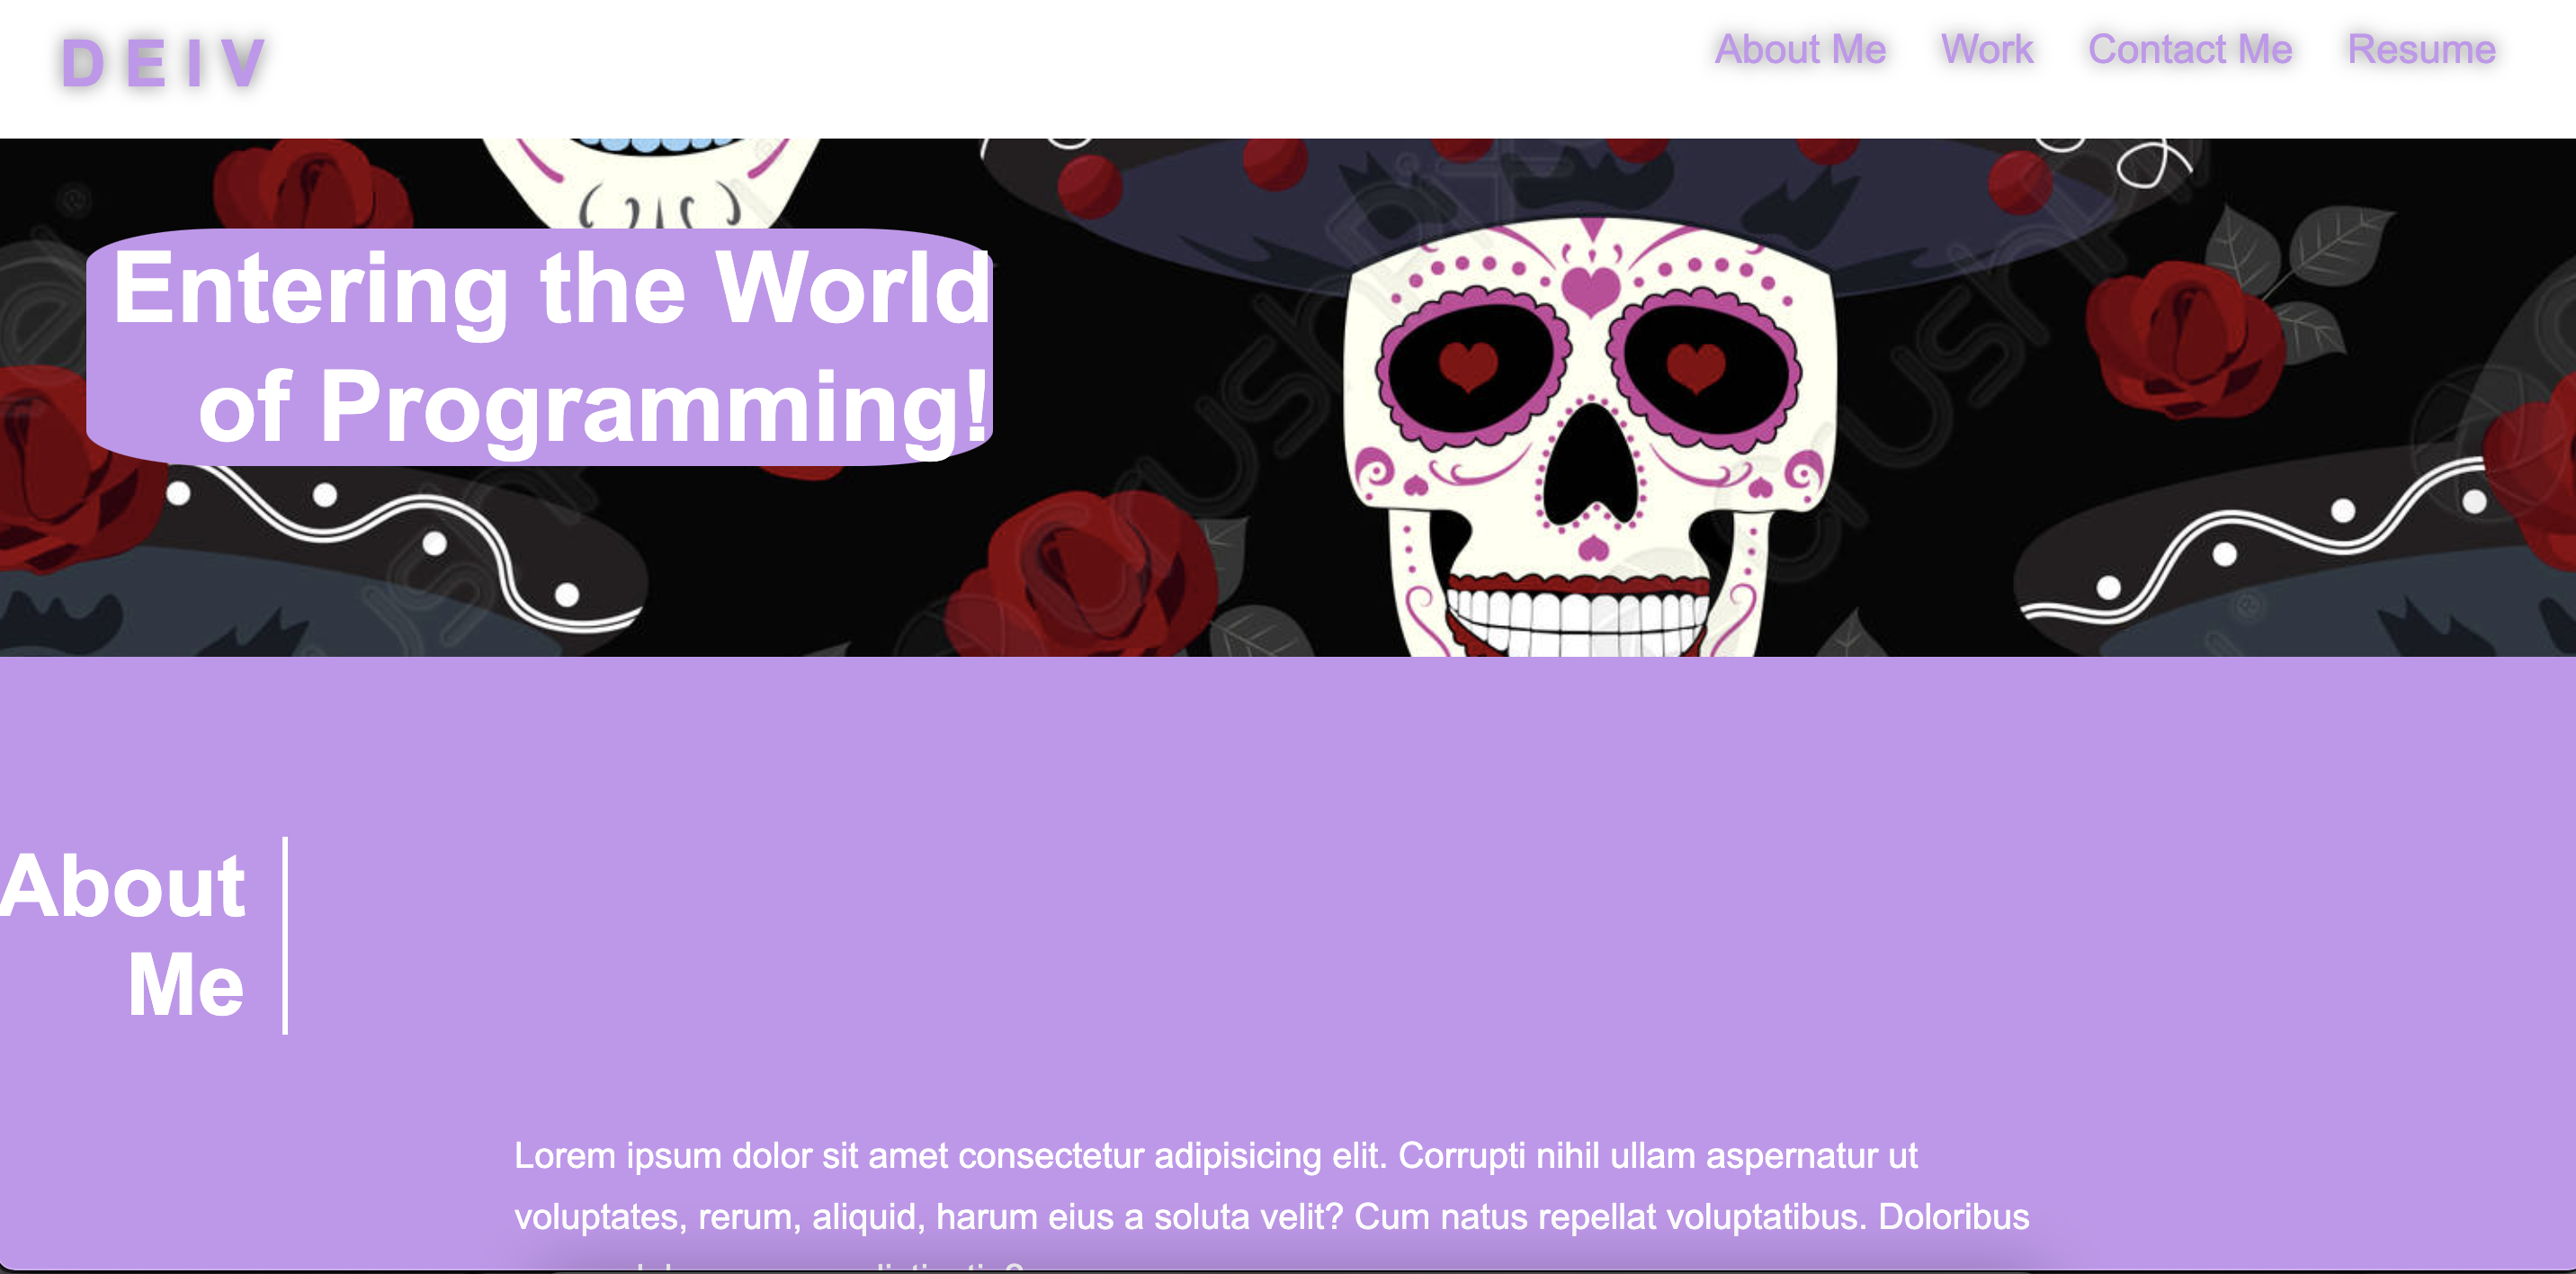 D E I V
About Me Work Contact Me Resume
Entering the World
of Programming!
About
Me
Lorem ipsum dolor sit amet consectetur adipisicing elit. Corrupti nihil ullam aspernatur ut
voluptates, rerum, aliquid, harum eius a soluta velit? Cum natus repellat voluptatibus. Doloribus